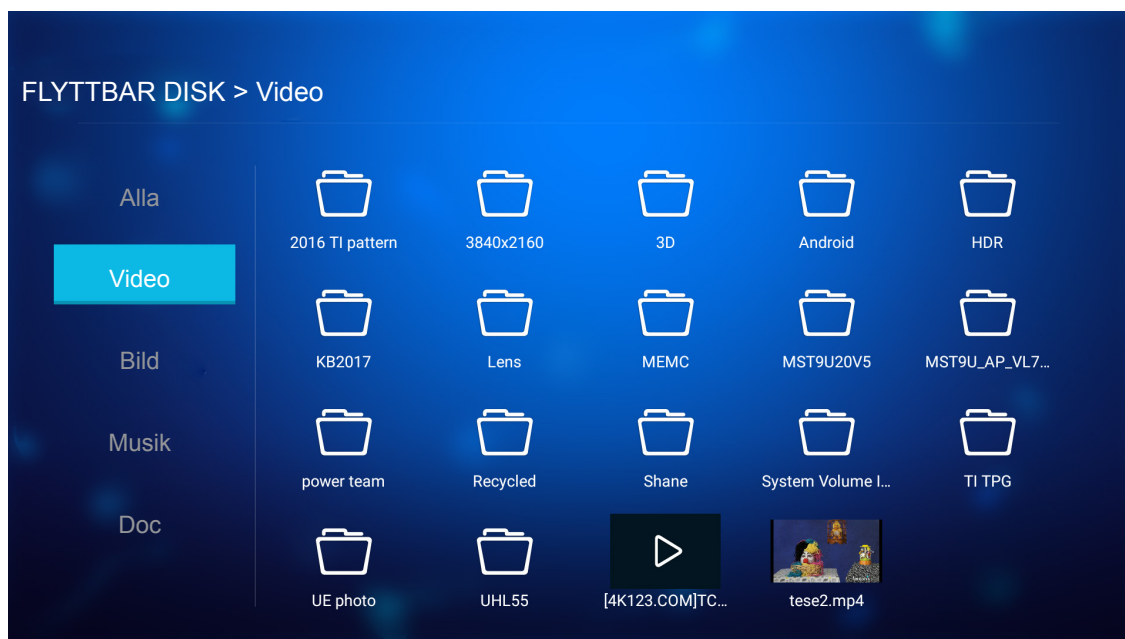 FLYTTBAR DISK > Video
Alla
Video
Bild
Musik
Doc
2016 TI pattern
3840x2160
3D
Android
HDR
KB2017
Lens
MEMC
MST9U20V5
MST9U_AP_VL7...
power team
Recycled
Shane
System Volume I...
TI TPG
UE photo
UHL55
[4K123.COM]TC...
tese2.mp4